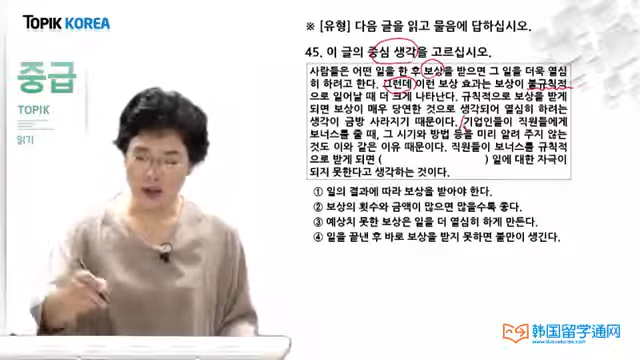 TOPIK KOREA
중급
TOPIK
읽기
※ [유형] 다음 글을 읽고 물음에 답하십시오.
45. 이 글의 중심 생각을 고르십시오.
사람들은 어떤 일을 한 후 보상을 받으면 그 일을 더욱 열심
히 하려고 한다. 그런데 이런 보상 효과는 보상이 불규칙적
으로 일어날 때 더 크게 나타난다. 규칙적으로 보상을 받게
되면 보상이 매우 당연한 것으로 생각되어 열심히 하려는
생각이 금방 사라지기 때문이다. 기업인들이 직원들에게
보너스를 줄 때, 그 시기와 방법 등을 미리 알려 주지 않는
것도 이와 같은 이유 때문이다. 직원들이 보너스를 규칙적
으로 받게 되면 ( ) 일에 대한 자극이
되지 못한다고 생각하는 것이다.
① 일의 결과에 따라 보상을 받아야 한다.
② 보상의 횟수와 금액이 많으면 많을수록 좋다.
③ 예상치 못한 보상은 일을 더 열심히 하게 만든다.
④ 일을 끝낸 후 바로 보상을 받지 못하면 불만이 생긴다.
韩国留学通网